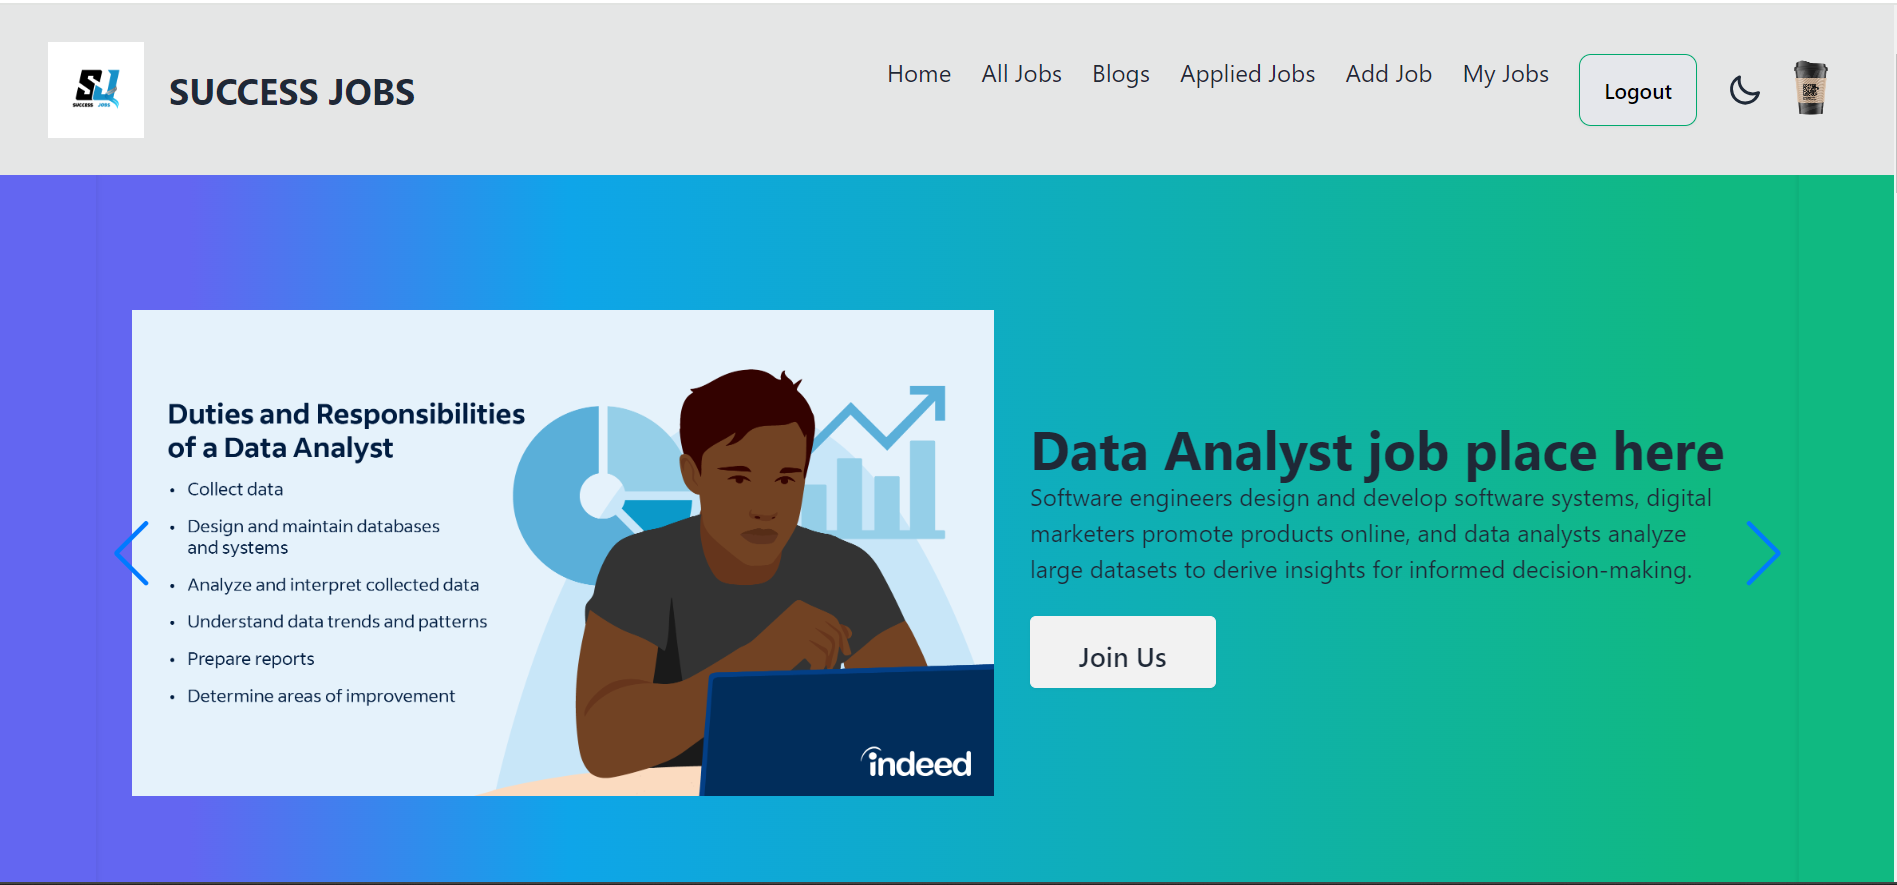 SJ
SUCCESS JOBS
SUCCESS JOBS
Home All Jobs Blogs Applied Jobs Add Job My Jobs Logout
Duties and Responsibilities
of a Data Analyst
• Collect data
• Design and maintain databases
and systems
• Analyze and interpret collected data
• Understand data trends and patterns
• Prepare reports
• Determine areas of improvement
indeed
Data Analyst job place here
Software engineers design and develop software systems, digital
marketers promote products online, and data analysts analyze
large datasets to derive insights for informed decision-making.
Join Us